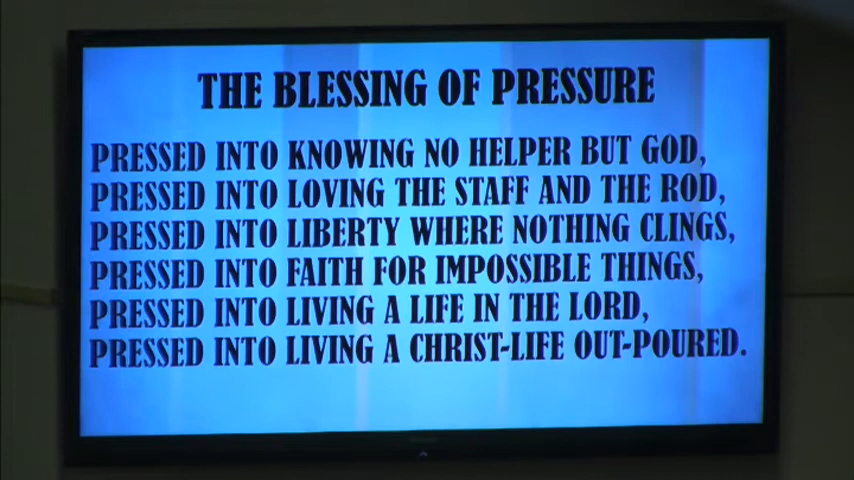 THE BLESSING OF PRESSURE
PRESSED INTO KNOWING NO HELPER BUT GOD,
PRESSED INTO LOVING THE STAFF AND THE ROD,
PRESSED INTO LIBERTY WHERE NOTHING CLINGS,
PRESSED INTO FAITH FOR IMPOSSIBLE THINGS,
PRESSED INTO LIVING A LIFE IN THE LORD,
PRESSED INTO LIVING A CHRIST-LIFE OUT-POURED.